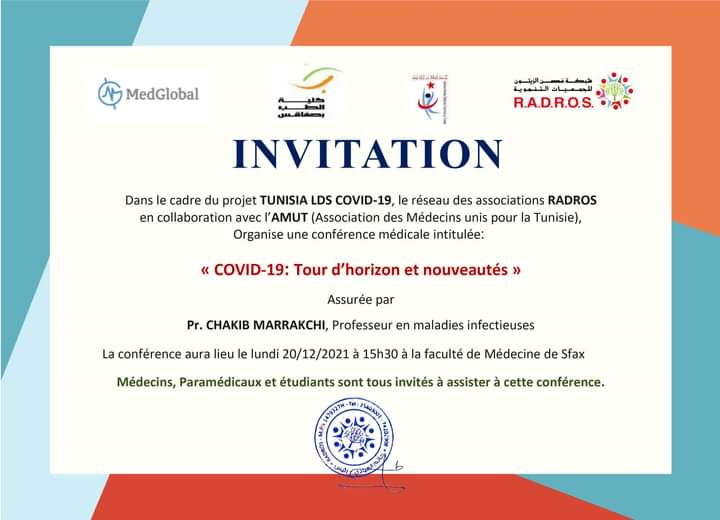 MedGlobal
كلية
الطب
بصفاقس
شبكة غصن الزيتون
للجمعيات التنموية
R.A.D.R.O.S.
INVITATION
Dans le cadre du projet TUNISIA LDS COVID-19, le réseau des associations RADROS
en collaboration avec l’AMUT (Association des Médecins unis pour la Tunisie),
Organise une conférence médicale intitulée:
« COVID-19: Tour d’horizon et nouveautés »
Assurée par
Pr. CHAKIB MARRAKCHI, Professeur en maladies infectieuses
La conférence aura lieu le lundi 20/12/2021 à 15h30 à la faculté de Médecine de Sfax
Médecins, Paramédicaux et étudiants sont tous invités à assister à cette conférence.